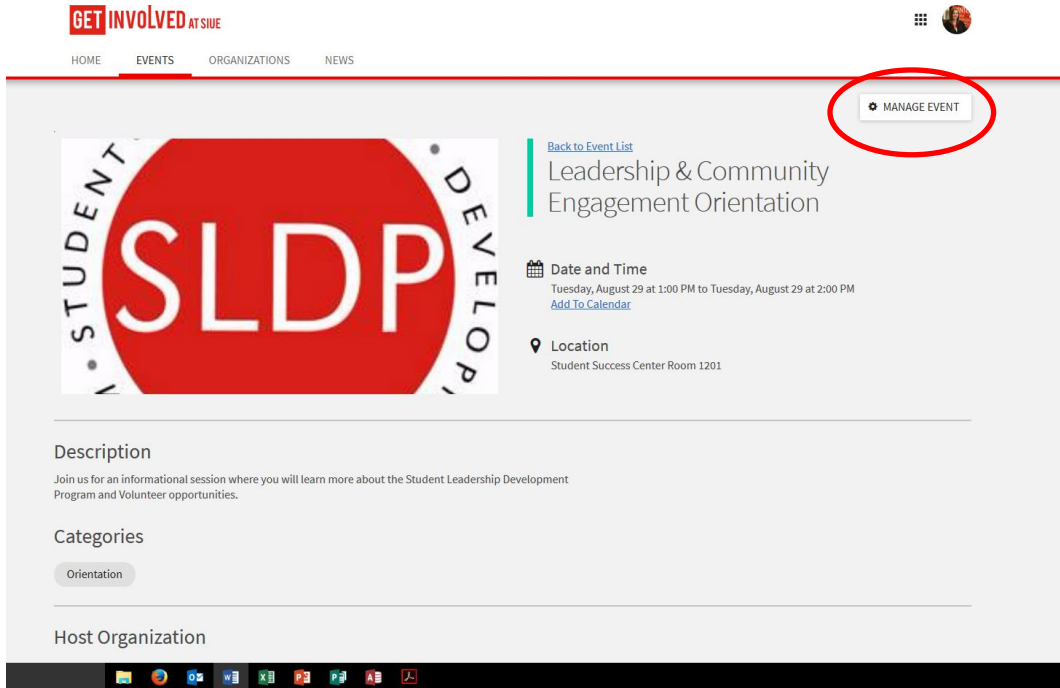 GET INVOLVED AT SIUE
HOME EVENTS ORGANIZATIONS NEWS
MANAGE EVENT
STUDENT
DEVELOP
SLDP
Back to Event List
Leadership & Community
Engagement Orientation
Date and Time
Tuesday, August 29 at 1:00 PM to Tuesday, August 29 at 2:00 PM
Add To Calendar
Location
Student Success Center Room 1201
Description
Join us for an informational session where you will learn more about the Student Leadership Development
Program and Volunteer opportunities.
Categories
Orientation
Host Organization